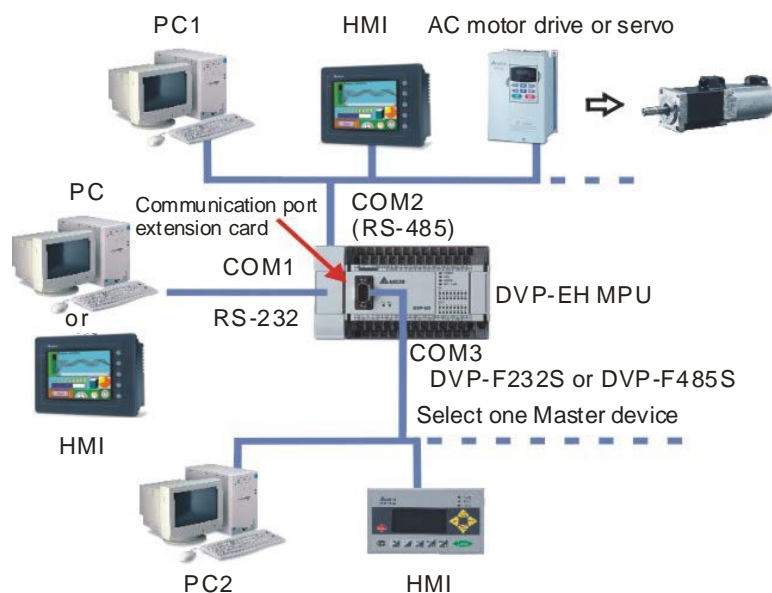 PC1
HMI
AC motor drive or servo
PC
Communication port
extension card
COM2
(RS-485)
COM1
RS-232
DVP-EH MPU
or
COM3
DVP-F232S or DVP-F485S
Select one Master device
HMI
PC2
HMI